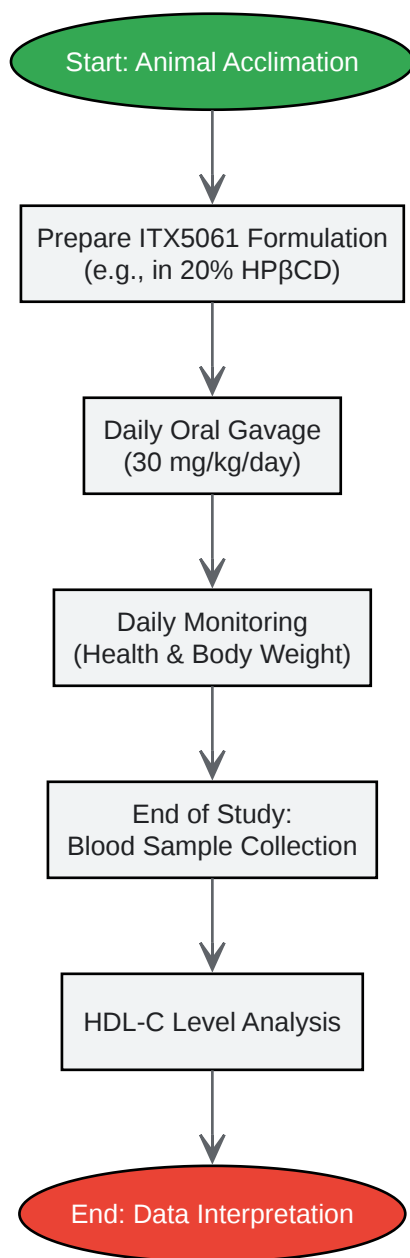 Start: Animal Acclimation
Prepare ITX5061 Formulation
(e.g., in 20% HPβCD)
Daily Oral Gavage
(30 mg/kg/day)
Daily Monitoring
(Health & Body Weight)
End of Study:
Blood Sample Collection
HDL-C Level Analysis
End: Data Interpretation